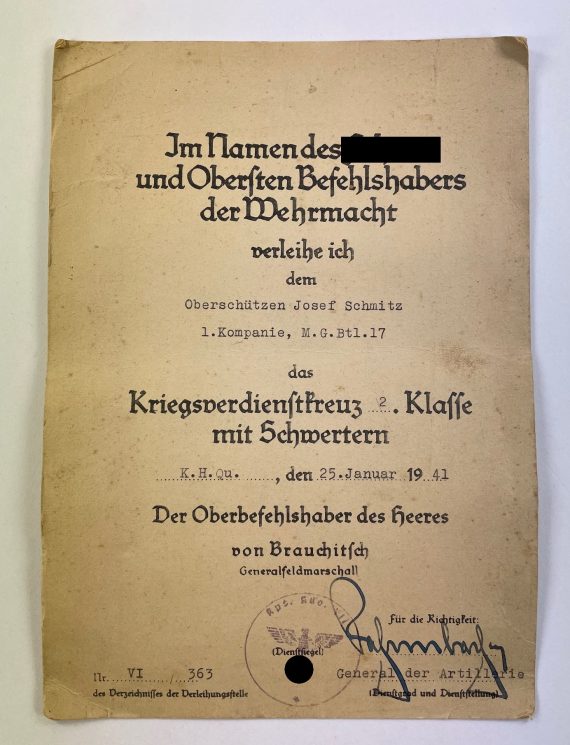 Im Namen des
und Obersten Befehlshabers
der Wehrmacht
verleihe ich
dem
Oberschützen Josef Schmitz
1.Kompanie, M.G.Btl.17
das
Kriegsverdienstkreuz 2. Klasse
mit Schwertern
K.H.Qu. , den 25.Januar 1941
Der Oberbefehlshaber des Heeres
von Brauchitsch
Generalfeldmarschall
Für die Richtigkeit:
(Dienstsiegel)
General der Artillerie
Nr. VI / 363
des Verzeichnisses der Verleihungsstelle
(Dienstgrad und Dienststellung)